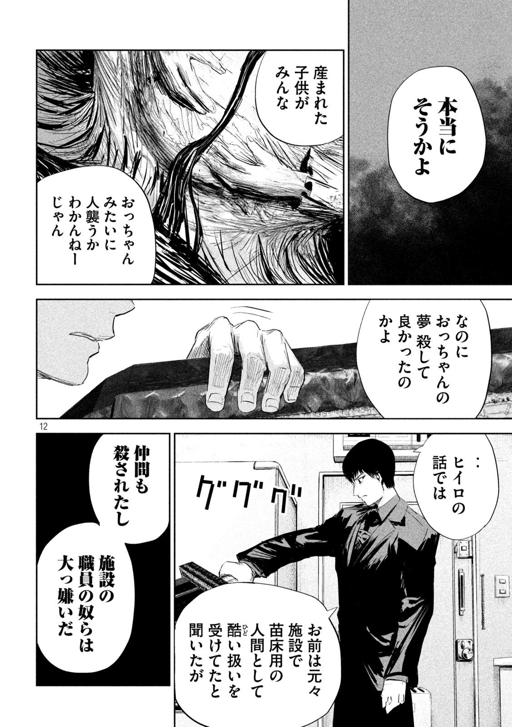 本当に
そうかよ
産まれた
子供が
みんな
おっちゃん
みたいに
人襲うか
わかんねー
じゃん
なのに
おっちゃんの
夢 殺して
良かったの
かよ
‥
ヒイロの
話では
グググ
お前は元々
施設で
苗床用の
人間として
酷い扱いを
ひど
受けてたと
聞いたが
仲間も
殺されたし
施設の
職員の奴らは
大っ嫌いだ
12